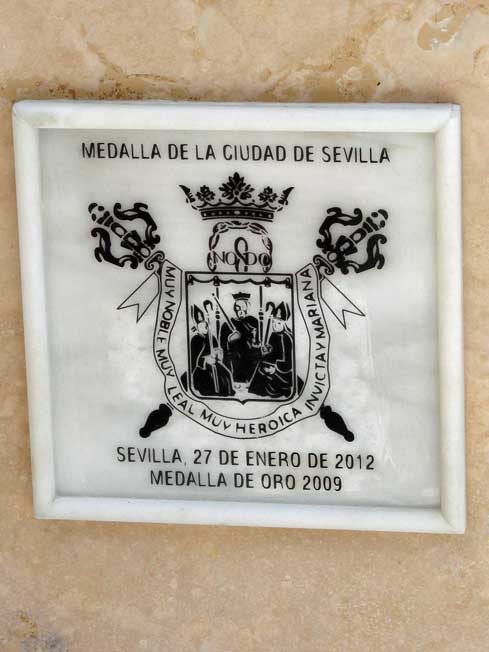 MEDALLA DE LA CIUDAD DE SEVILLA
NO8DO
MUY NOBLE MUY LEAL MUY HEROICA INVICTA Y MARIANA
SEVILLA, 27 DE ENERO DE 2012
MEDALLA DE ORO 2009